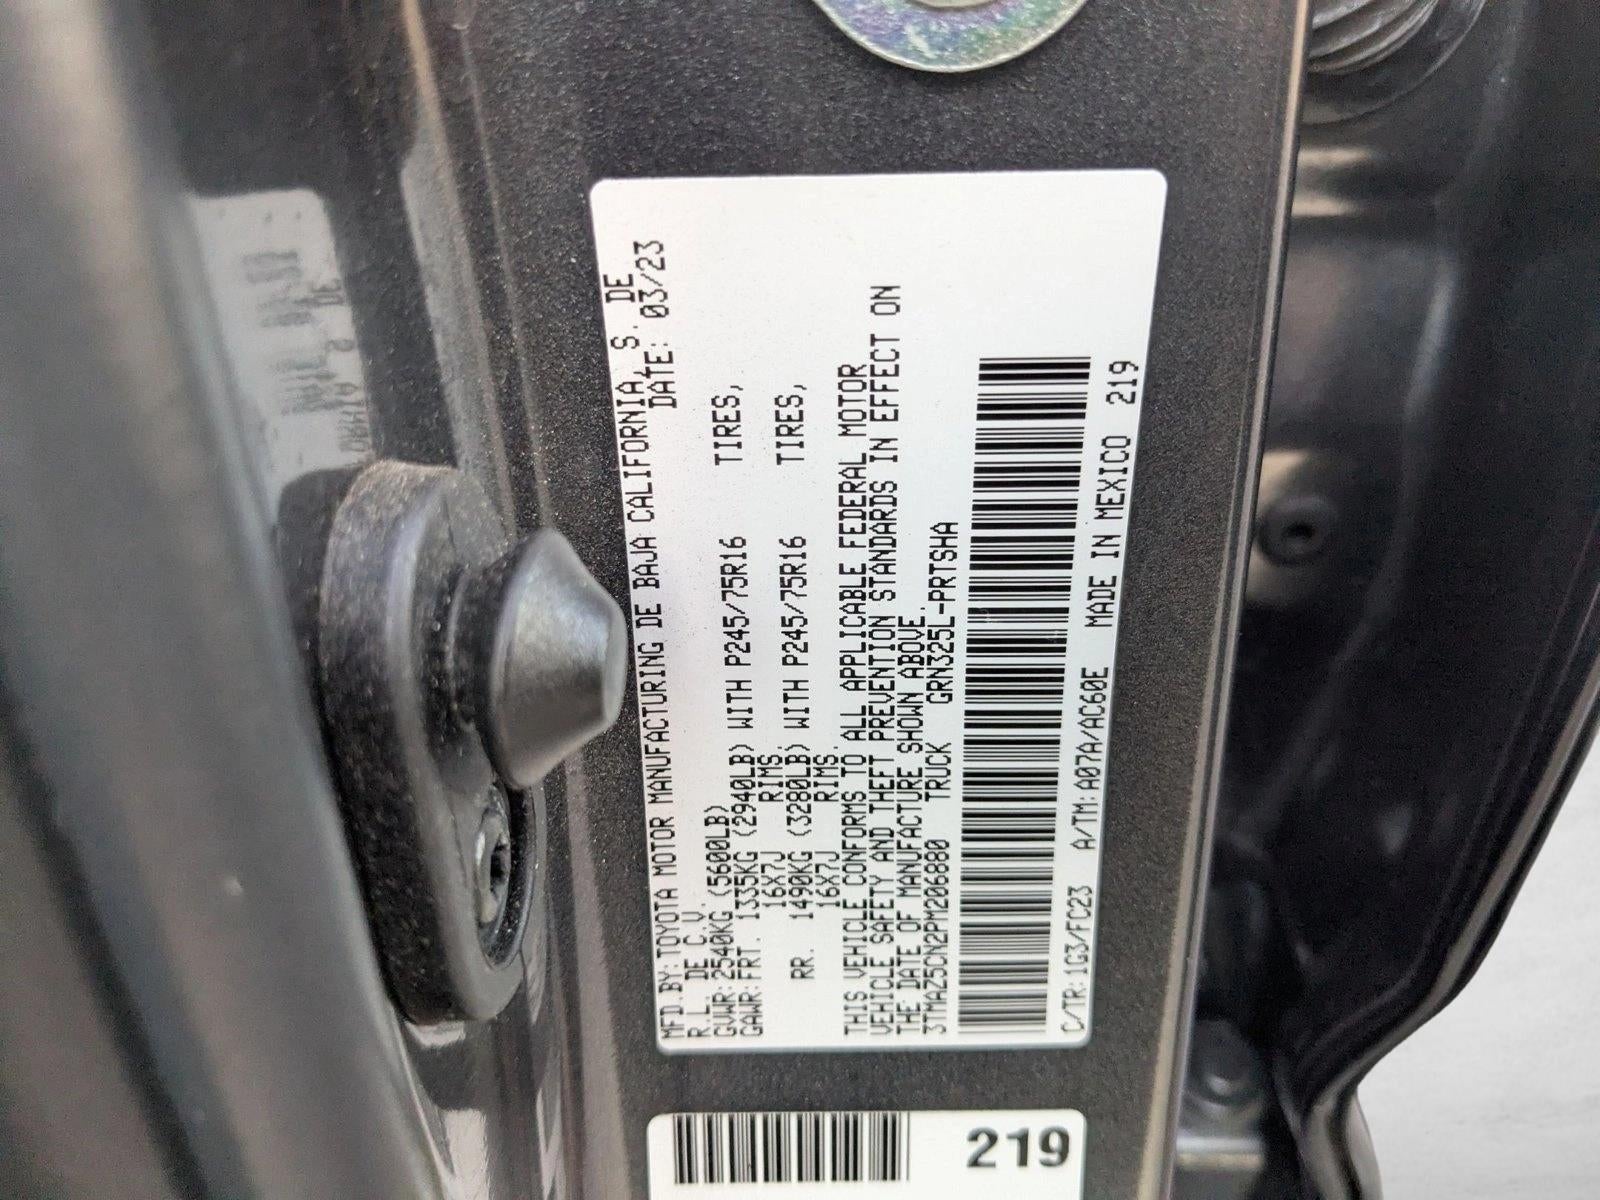 MFD.BY:TOYOTA MOTOR MANUFACTURING DE BAJA CALIFORNIA, S. DE
R.L. DE C.V. DATE: 03/23
GVWR:2540KG (5600LB)
GAWR:FRT. 1335KG (2940LB) WITH P245/75R16 TIRES,
16X7J RIMS.
RR. 1490KG (3280LB) WITH P245/75R16 TIRES,
16X7J RIMS.
THIS VEHICLE CONFORMS TO ALL APPLICABLE FEDERAL MOTOR
VEHICLE SAFETY AND THEFT PREVENTION STANDARDS IN EFFECT ON
THE DATE OF MANUFACTURE SHOWN ABOVE.
3TMAZ5CN2PM206880 TRUCK GRN325L-PRTSHA
C/TR:1G3/FC23 A/TM:A07A/AC60E MADE IN MEXICO 219
219